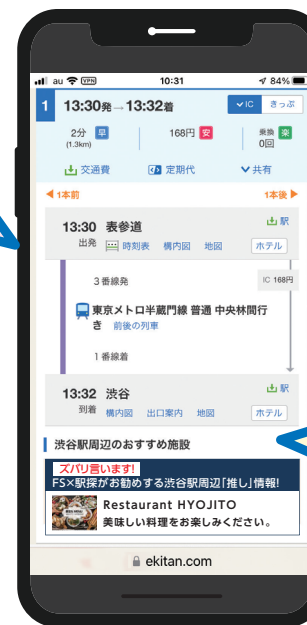 au VPN 10:31 84%
1 13:30発→13:32着 ✓IC きっぷ
2分 早 168円 安 乗換 楽
(1.3km) 0回
交通費 定期代 共有
1本前 1本後
13:30 表参道 駅
出発 時刻表 構内図 地図 ホテル
3番線発 IC 168円
東京メトロ半蔵門線 普通 中央林間行
き 前後の列車
1番線着
13:32 渋谷 駅
到着 構内図 出口案内 地図 ホテル
渋谷駅周辺のおすすめ施設
ズバリ言います!
FS×駅探がお勧めする渋谷駅周辺「推し」情報!
Restaurant HYOJITO
美味しい料理をお楽しみください。
ekitan.com